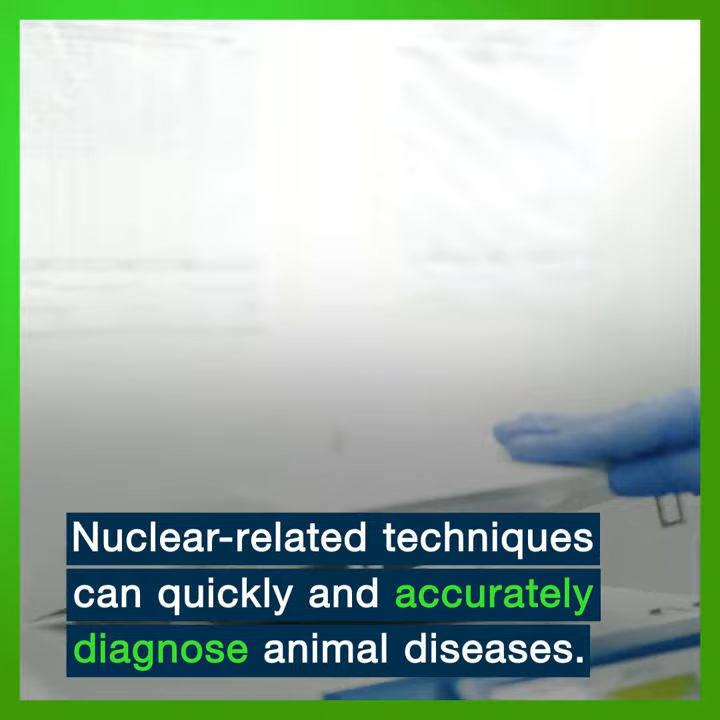 Nuclear-related techniques
can quickly and accurately
diagnose animal diseases.